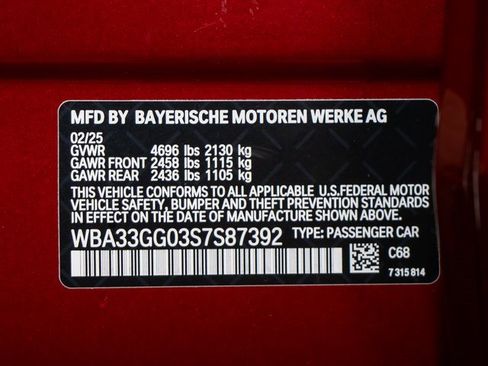 MFD BY BAYERISCHE MOTOREN WERKE AG
02/25
GVWR 4696 lbs 2130 kg
GAWR FRONT 2458 lbs 1115 kg
GAWR REAR 2436 lbs 1105 kg
THIS VEHICLE CONFORMS TO ALL APPLICABLE U.S.FEDERAL MOTOR
VEHICLE SAFETY, BUMPER AND THEFT PREVENTION STANDARDS
IN EFFECT ON THE DATE OF MANUFACTURE SHOWN ABOVE.
WBA33GG03S7S87392 TYPE: PASSENGER CAR
C68
7 315 814